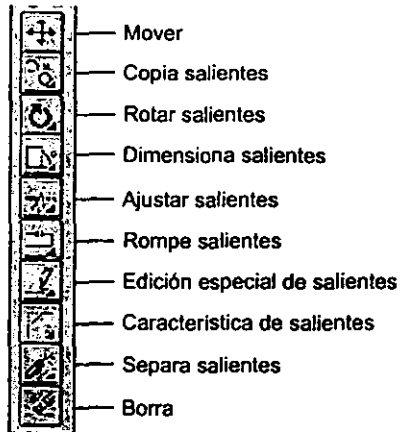 Mover
Copia salientes
Rotar salientes
Dimensiona salientes
Ajustar salientes
Rompe salientes
Edición especial de salientes
Caracteristica de salientes
Separa salientes
Borra